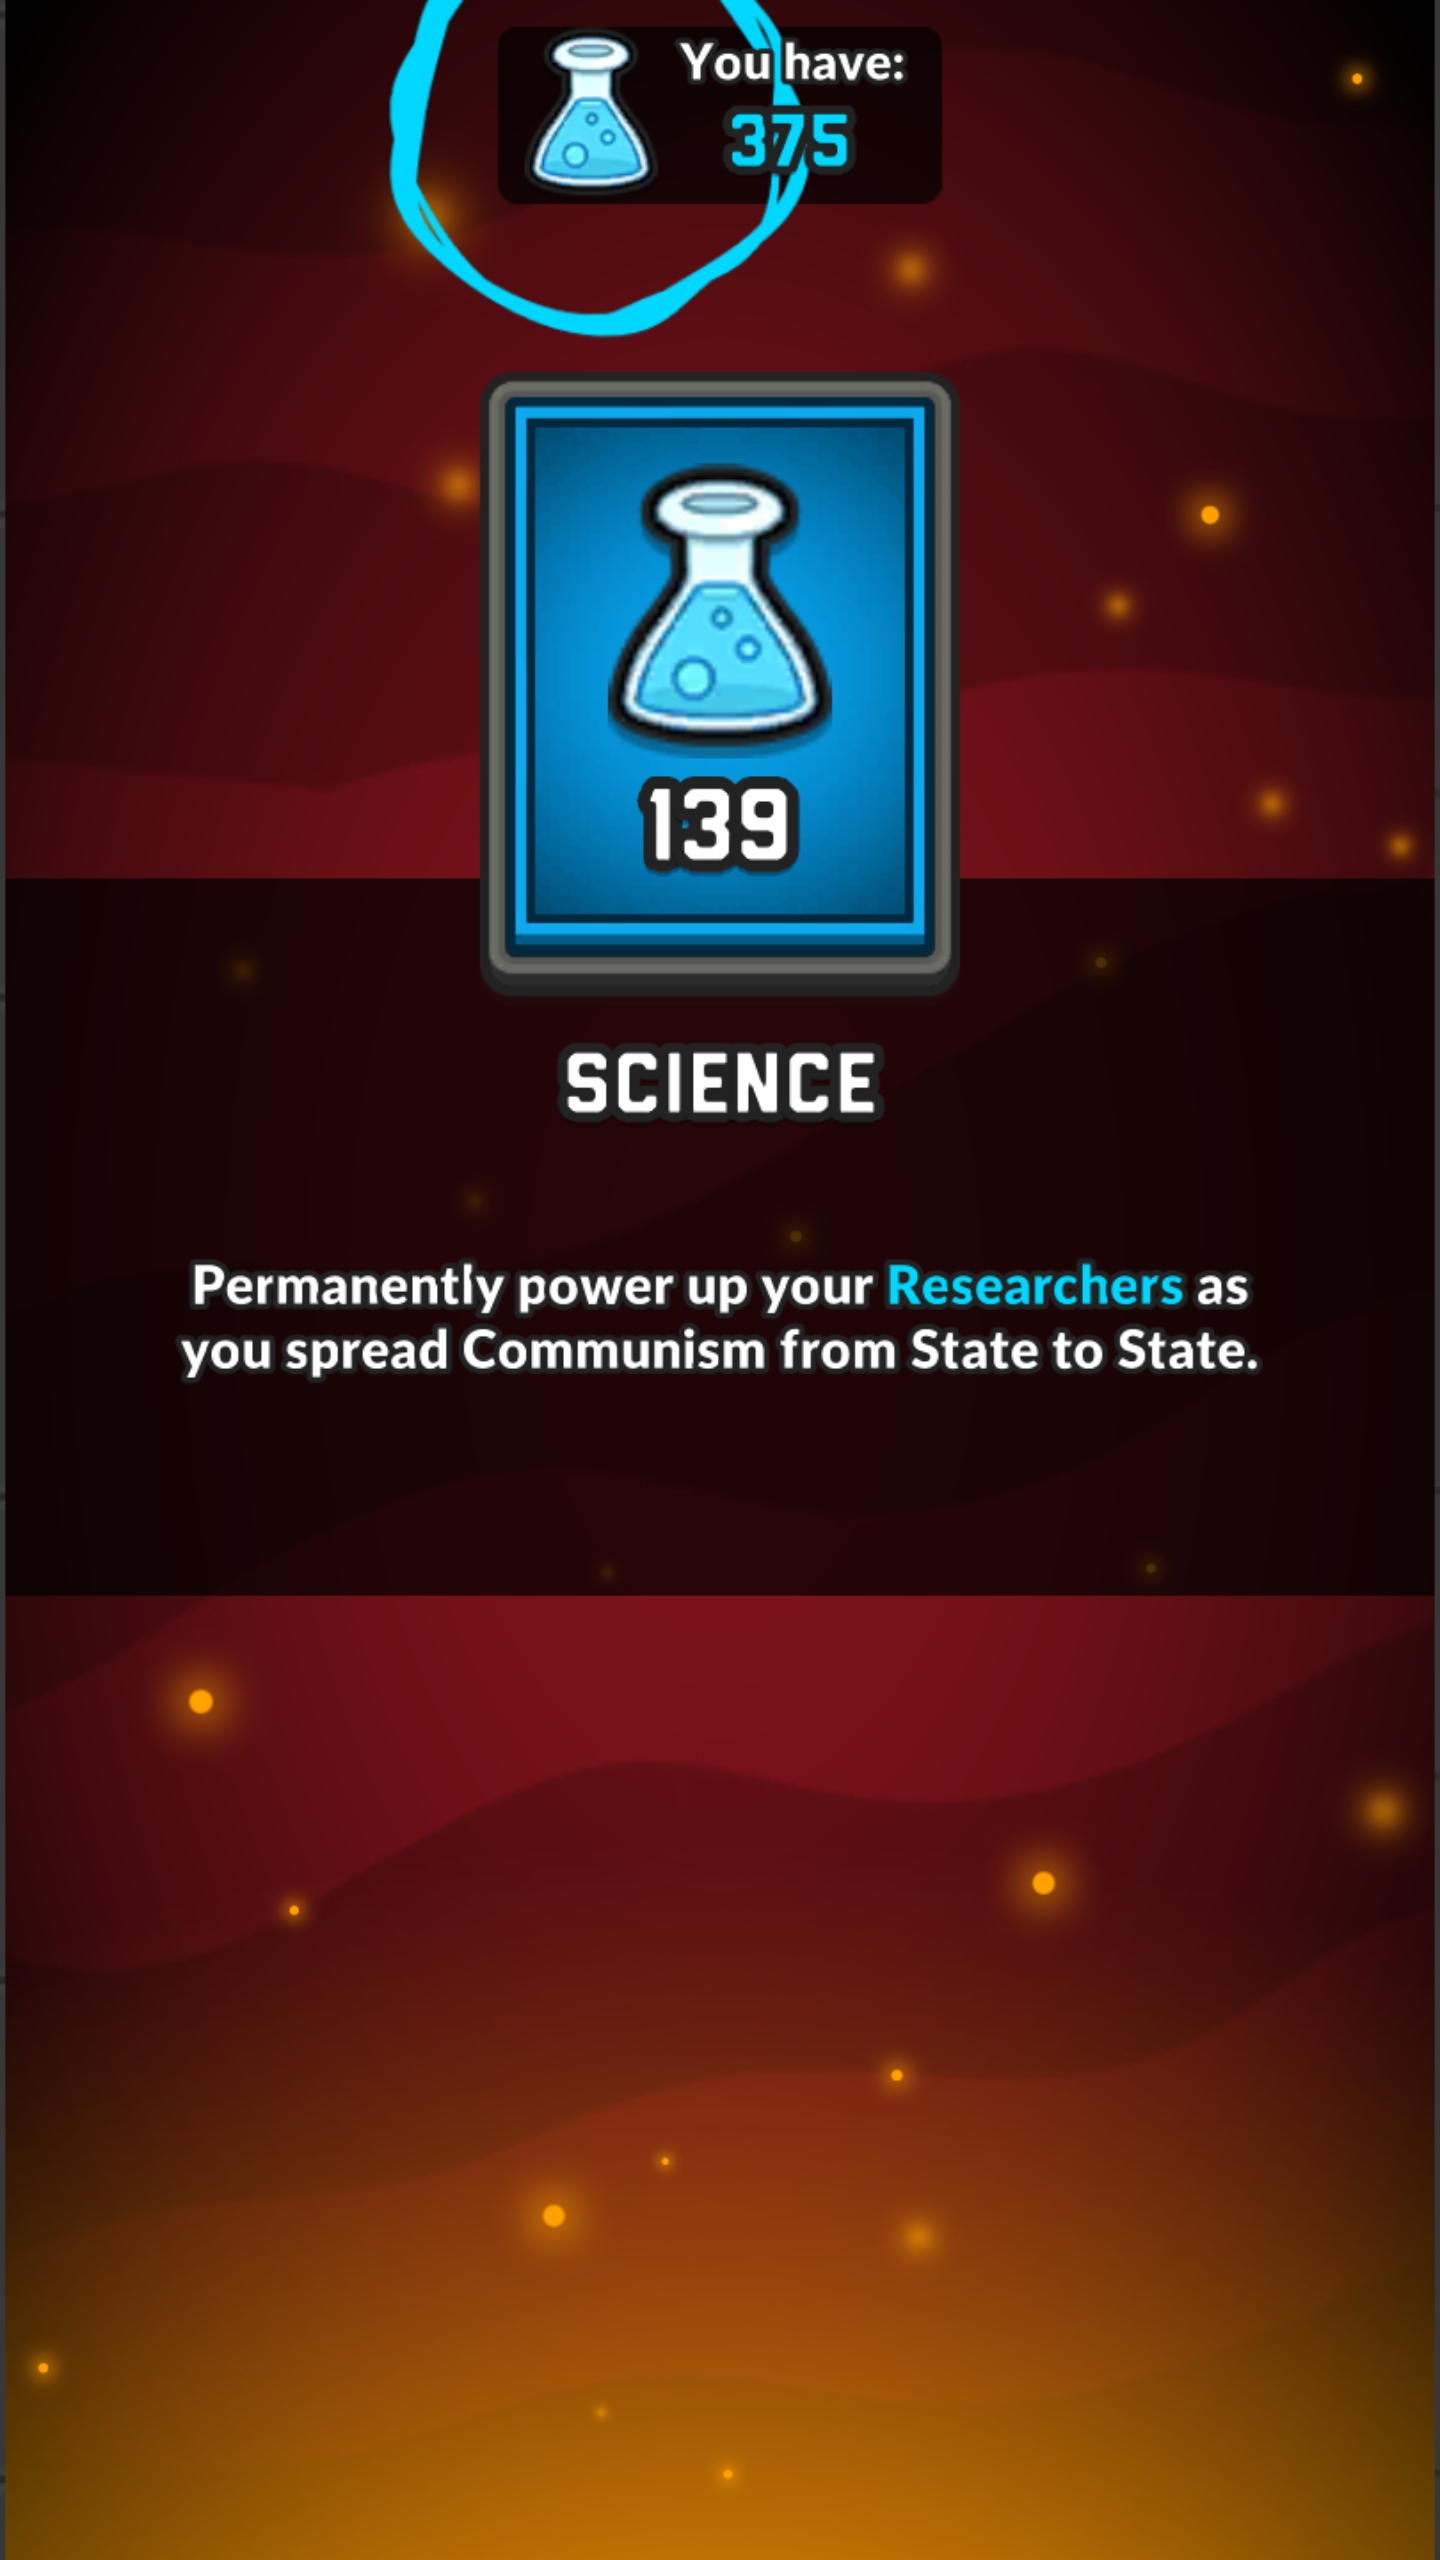 You have:
375
139
SCIENCE
Permanently power up your Researchers as
you spread Communism from State to State.